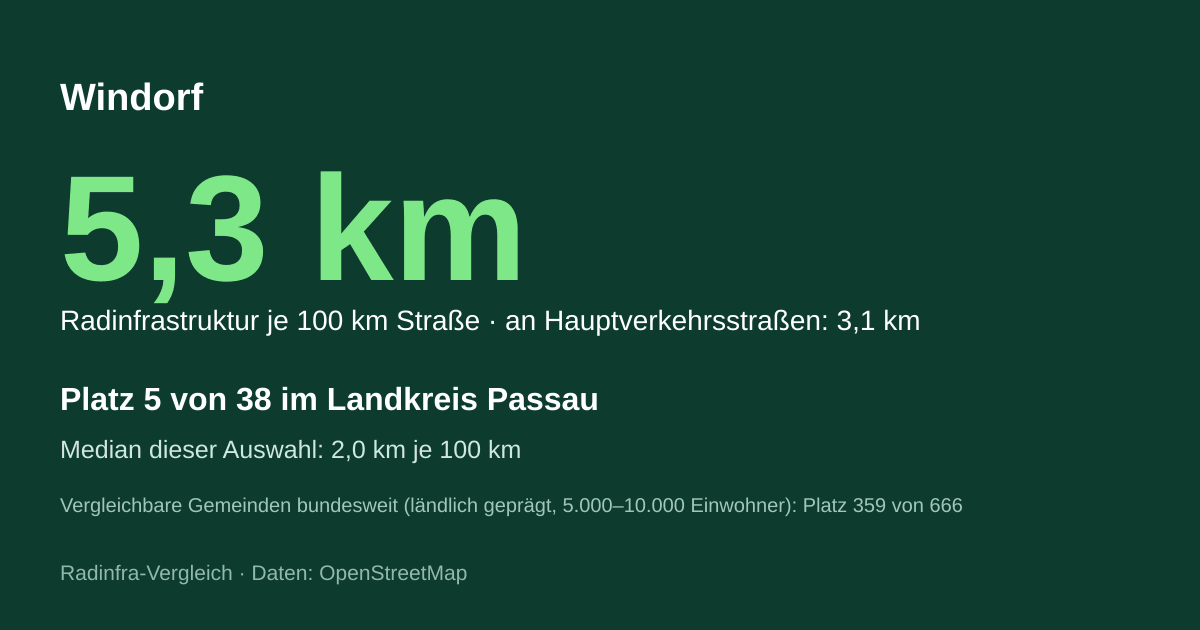 Windorf
5,3 km
Radinfrastruktur je 100 km Straße · an Hauptverkehrsstraßen: 3,1 km
Platz 5 von 38 im Landkreis Passau
Median dieser Auswahl: 2,0 km je 100 km
Vergleichbare Gemeinden bundesweit (ländlich geprägt, 5.000–10.000 Einwohner): Platz 359 von 666
Radinfra-Vergleich · Daten: OpenStreetMap